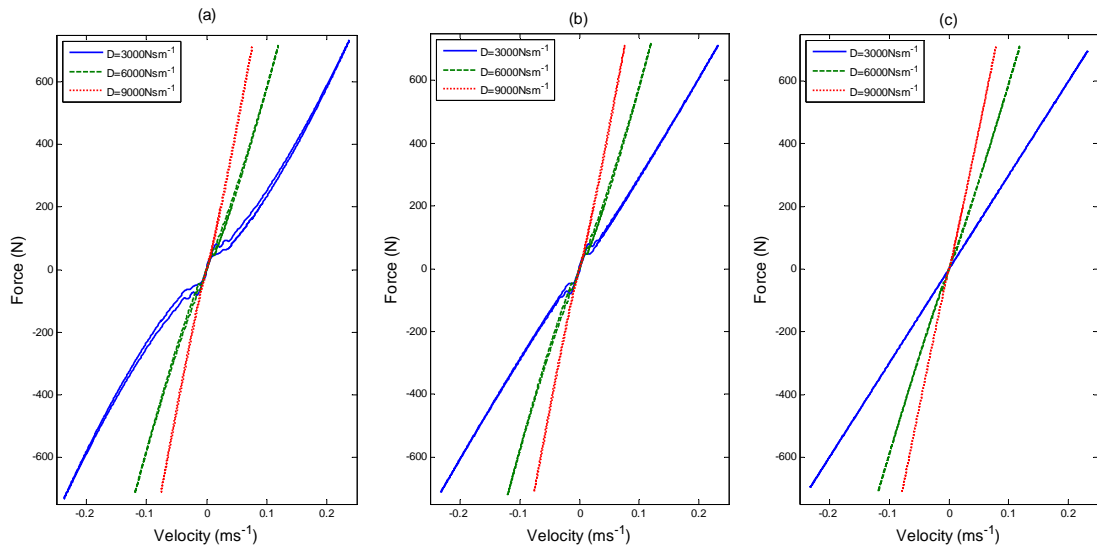 (a)
D=3000Nsm⁻¹
D=6000Nsm⁻¹
D=9000Nsm⁻¹
600
400
200
0
-200
-400
-600
Force (N)
-0.2 -0.1 0 0.1 0.2
Velocity (ms⁻¹)
(b)
D=3000Nsm⁻¹
D=6000Nsm⁻¹
D=9000Nsm⁻¹
600
400
200
0
-200
-400
-600
Force (N)
-0.2 -0.1 0 0.1 0.2
Velocity (ms⁻¹)
(c)
D=3000Nsm⁻¹
D=6000Nsm⁻¹
D=9000Nsm⁻¹
600
400
200
0
-200
-400
-600
Force (N)
-0.2 -0.1 0 0.1 0.2
Velocity (ms⁻¹)